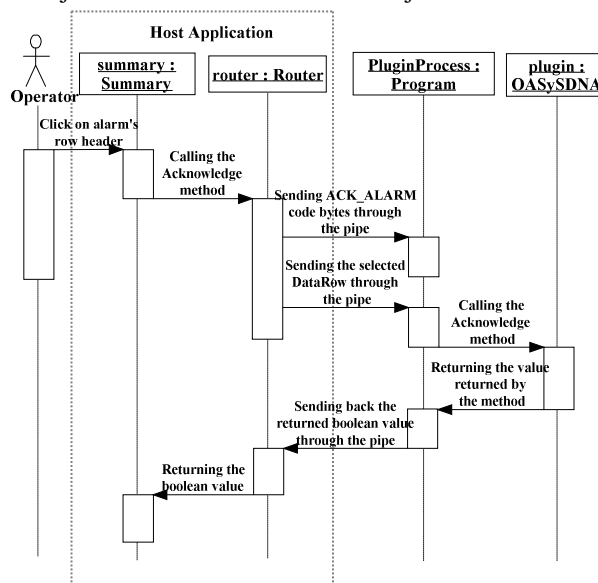 Host Application
Operator
summary :
Summary
router : Router
PluginProcess :
Program
plugin :
OASySDNA
Click on alarm's
row header
Calling the
Acknowledge
method
Sending ACK_ALARM
code bytes through
the pipe
Sending the selected
DataRow through
the pipe
Calling the
Acknowledge
method
Returning the value
returned by
the method
Sending back the
returned boolean value
through the pipe
Returning the
boolean value